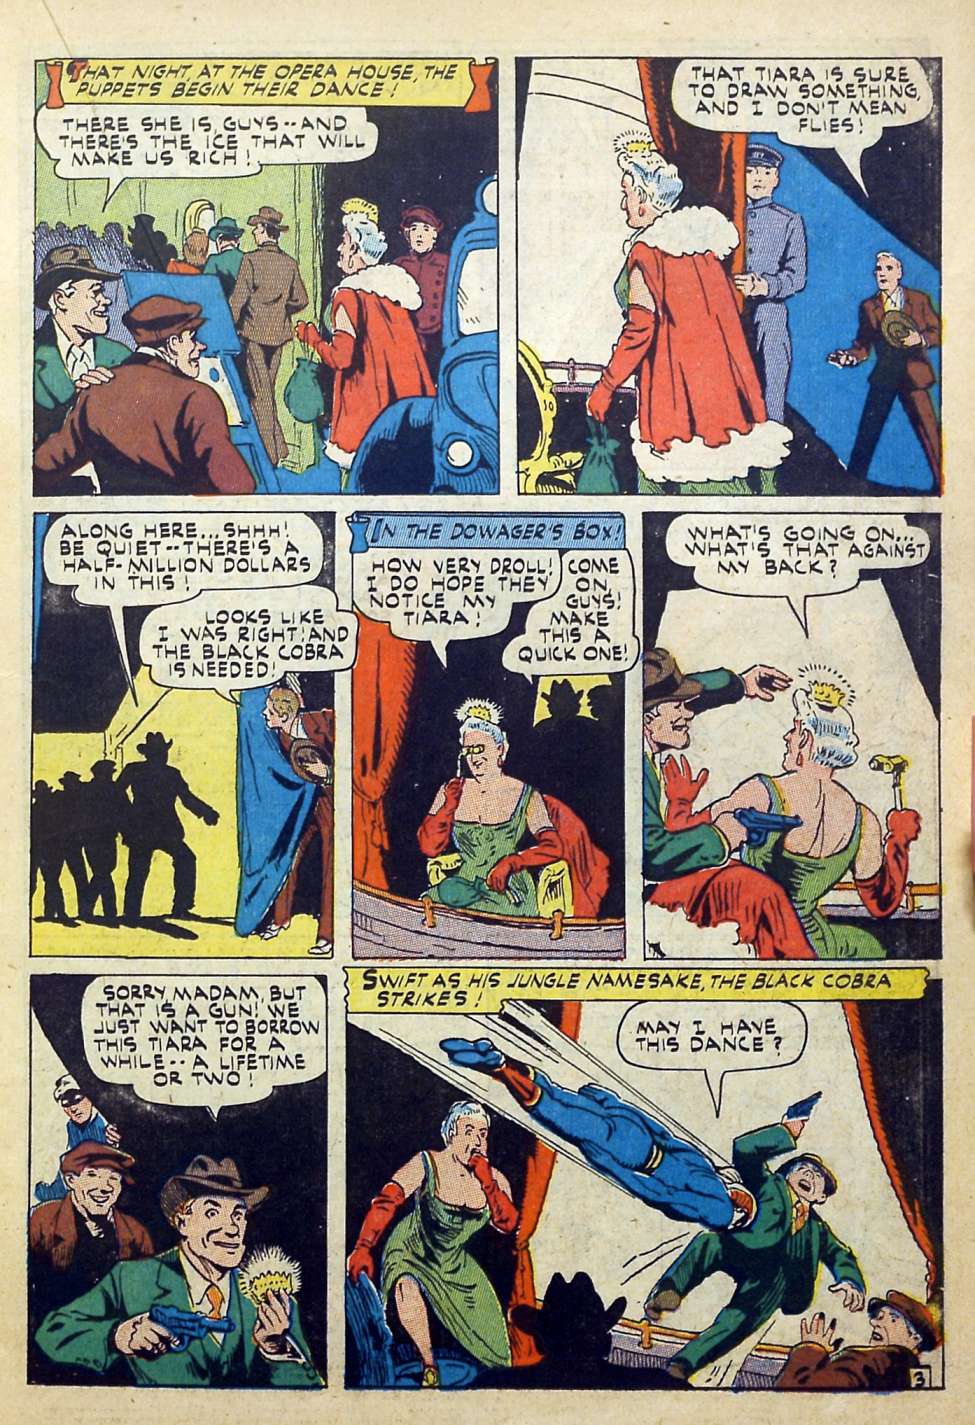 THAT NIGHT, AT THE OPERA HOUSE, THE
PUPPETS BEGIN THEIR DANCE!
THERE SHE IS, GUYS--AND
THERE'S THE ICE THAT WILL
MAKE US RICH!
THAT TIARA IS SURE
TO DRAW SOMETHING,
AND I DON'T MEAN
FLIES!
ALONG HERE...SHHH!
BE QUIET--THERE'S A
HALF-MILLION DOLLARS
IN THIS!
LOOKS LIKE
I WAS RIGHT! AND
THE BLACK COBRA
IS NEEDED!
IN THE DOWAGER'S BOX!
HOW VERY DROLL!
I DO HOPE THEY
NOTICE MY
TIARA!
COME
ON,
GUYS!
MAKE
THIS A
QUICK ONE!
WHAT'S GOING ON...
WHAT'S THAT AGAINST
MY BACK?
SORRY, MADAM, BUT
THAT IS A GUN! WE
JUST WANT TO BORROW
THIS TIARA FOR A
WHILE--A LIFETIME
OR TWO!
SWIFT AS HIS JUNGLE NAMESAKE, THE BLACK COBRA
STRIKES!
MAY I HAVE
THIS DANCE?
3